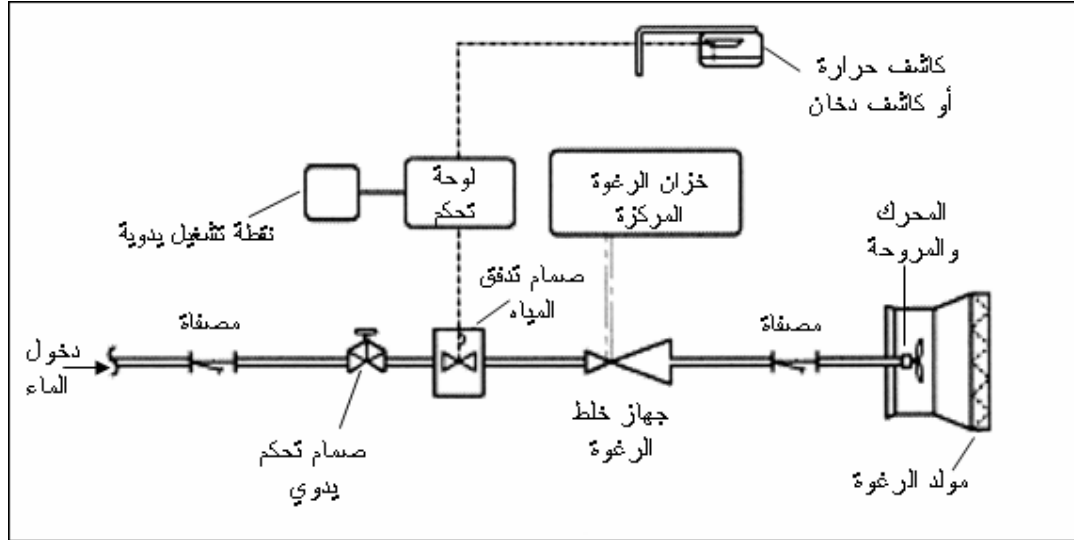 كاشف حرارة
أو كاشف دخان
لوحة
تحكم
خزان الرغوة
المركزة
المحرك
والمروحة
نقطة تشغيل يدوية
صمام تدفق
المياه
مصفاة
مصفاة
دخول
الماء
جهاز خلط
الرغوة
صمام تحكم
يدوي
مولد الرغوة